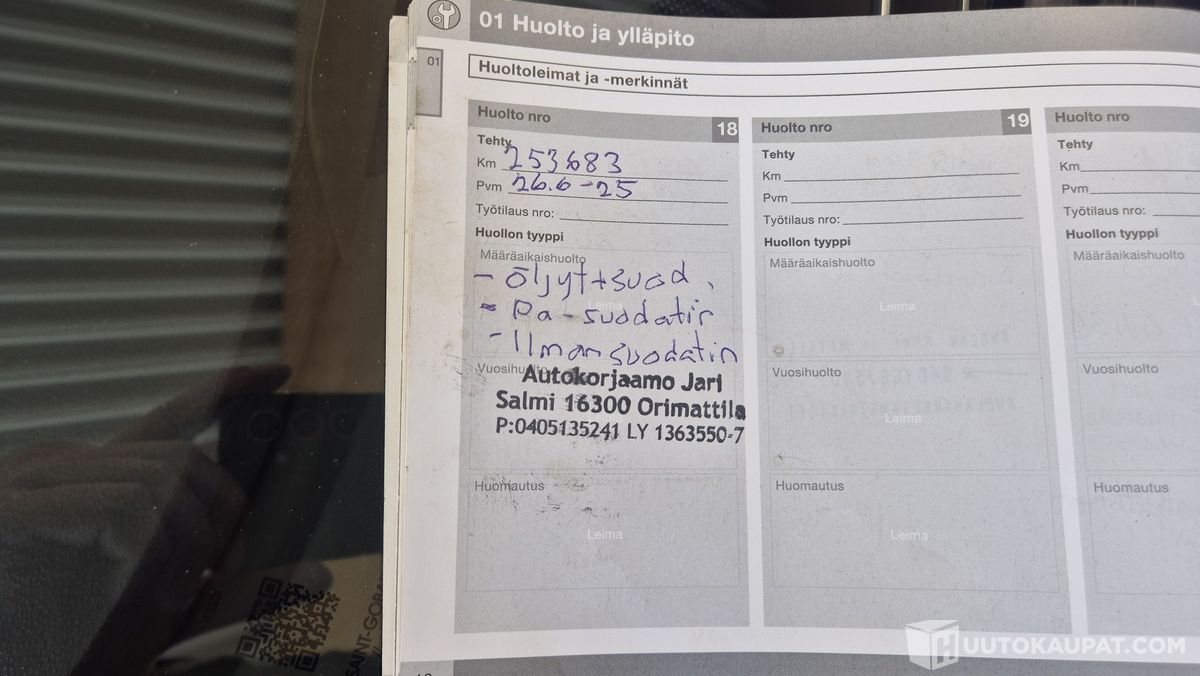 01 Huolto ja ylläpito
01
Huoltoleimat ja -merkinnät
Huolto nro 18
Tehty
Km 253683
Pvm 26.6-25
Työtilaus nro:
Huollon tyyppi
Määräaikaishuolto
- öljyt+suod.
Leima
- Ra-suodatin
- Ilmansuodatin
Vuosihuolto
Autokorjaamo Jari
Salmi 16300 Orimattila
P:0405135241 LY 1363550-7
Huomautus
Leima
Huolto nro 19
Tehty
Km
Pvm
Työtilaus nro:
Huollon tyyppi
Määräaikaishuolto
Leima
Vuosihuolto
Leima
Huomautus
Leima
Huolto nro
Tehty
Km
Pvm
Työtilaus nro:
Huollon tyyppi
Määräaikaishuolto
Vuosihuolto
Huomautus
SAINT-GOBA
HUUTOKAUPAT.COM